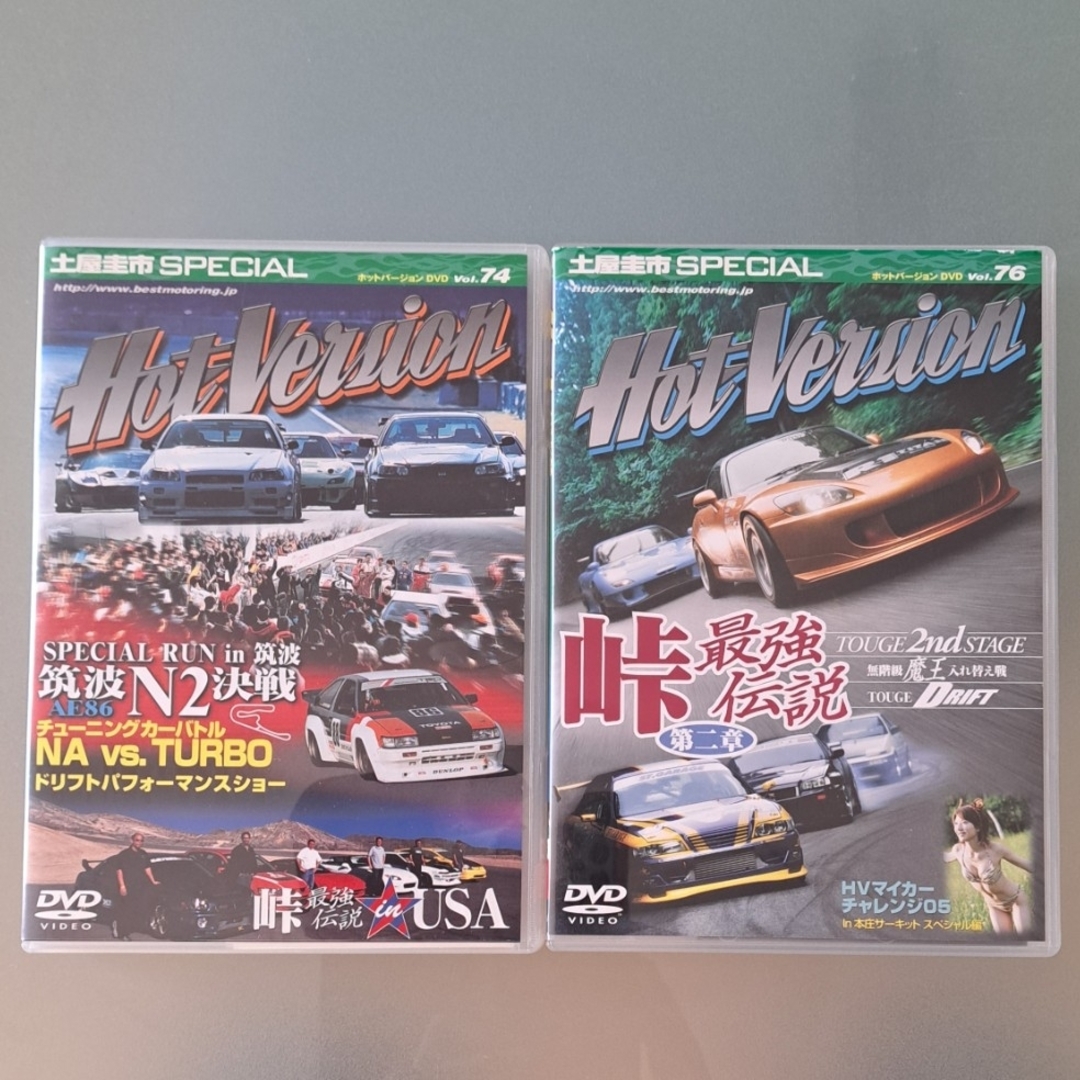 土屋圭市 SPECIAL
ホットバージョン DVD Vol.74
http://www.bestmotoring.jp
Hot Version
SPECIAL RUN in 筑波
筑波 N2 決戦
AE86
チューニングカーバトル
NA vs. TURBO
ドリフトパフォーマンスショー
TOYOTA
DUNLOP
DVD
VIDEO
峠 最強伝説 in USA
土屋圭市 SPECIAL
ホットバージョン DVD Vol.76
http://www.bestmotoring.jp
Hot Version
峠 最強伝説
第二章
TOUGE 2nd STAGE
無階級 魔王 入れ替え戦
TOUGE DRIFT
DVD
VIDEO
HVマイカー
チャレンジ05
in 本庄サーキット スペシャル編